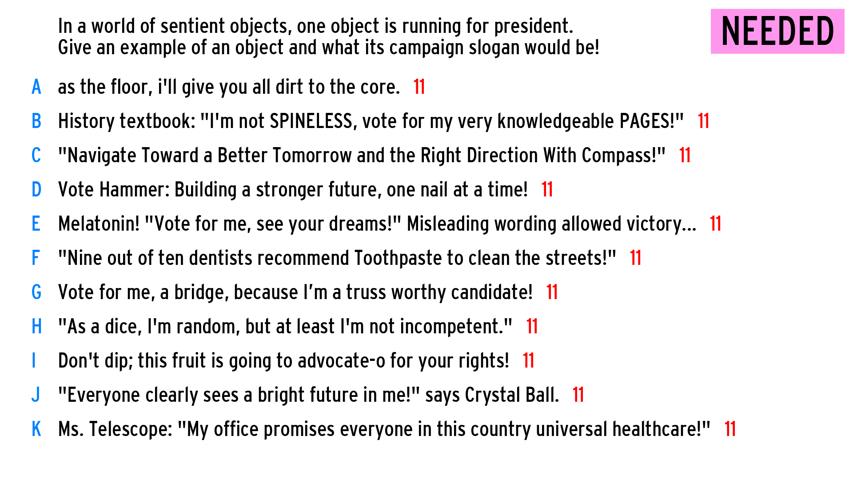 In a world of sentient objects, one object is running for president.
Give an example of an object and what its campaign slogan would be!
NEEDED
A as the floor, i'll give you all dirt to the core. 11
B History textbook: "I'm not SPINELESS, vote for my very knowledgeable PAGES!" 11
C "Navigate Toward a Better Tomorrow and the Right Direction With Compass!" 11
D Vote Hammer: Building a stronger future, one nail at a time! 11
E Melatonin! "Vote for me, see your dreams!" Misleading wording allowed victory... 11
F "Nine out of ten dentists recommend Toothpaste to clean the streets!" 11
G Vote for me, a bridge, because I’m a truss worthy candidate! 11
H "As a dice, I'm random, but at least I'm not incompetent." 11
I Don't dip; this fruit is going to advocate-o for your rights! 11
J "Everyone clearly sees a bright future in me!" says Crystal Ball. 11
K Ms. Telescope: "My office promises everyone in this country universal healthcare!" 11